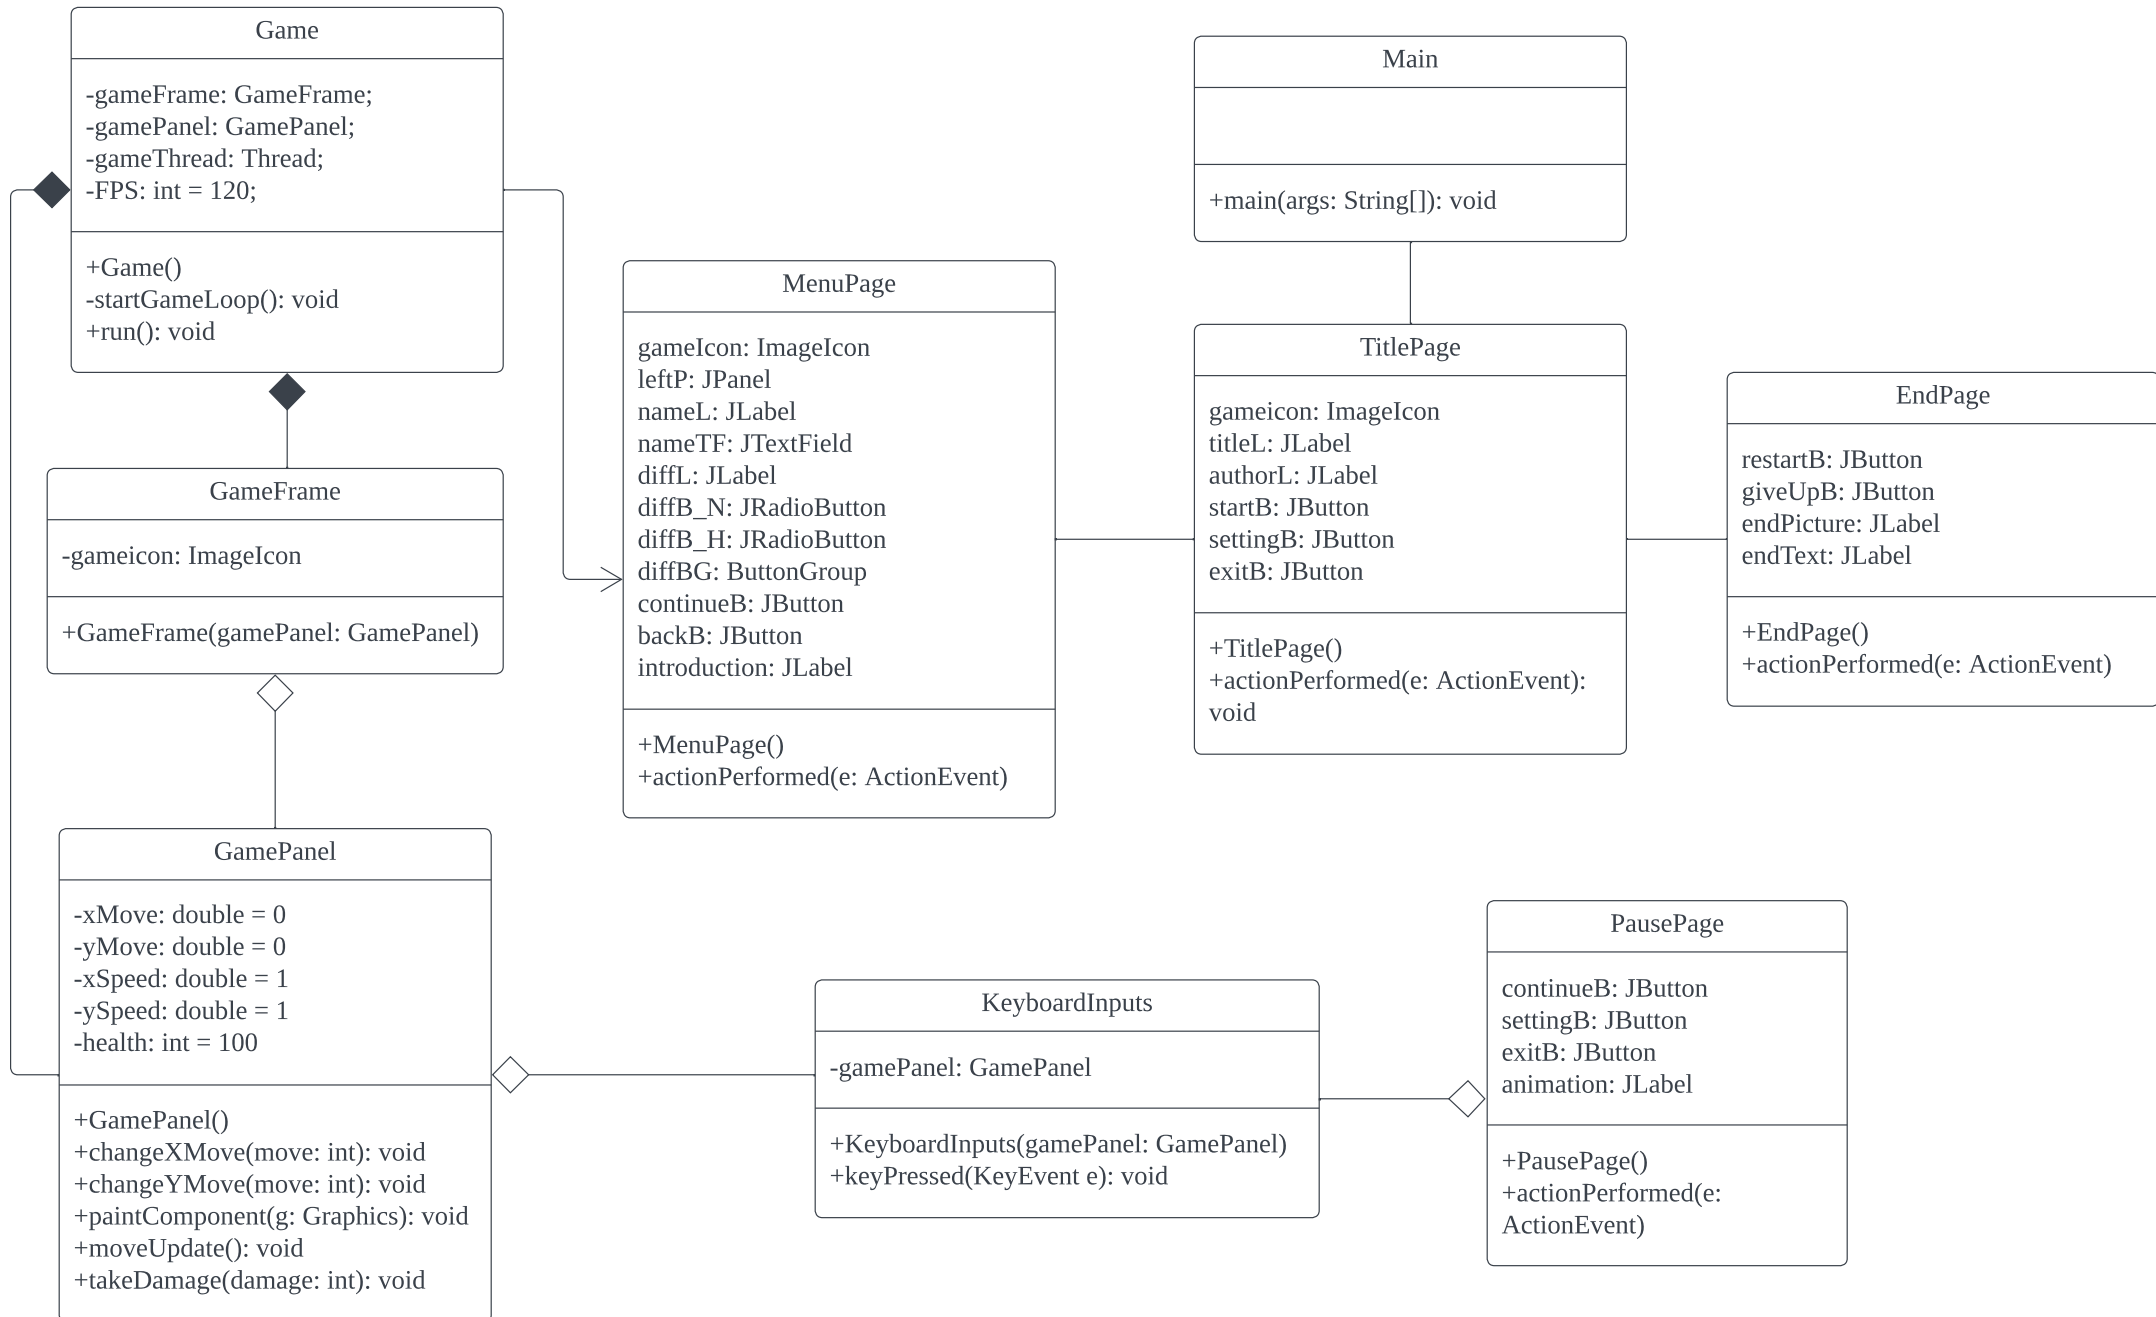 Game
-gameFrame: GameFrame;
-gamePanel: GamePanel;
-gameThread: Thread;
-FPS: int = 120;
+Game()
-startGameLoop(): void
+run(): void
GameFrame
-gameicon: ImageIcon
+GameFrame(gamePanel: GamePanel)
GamePanel
-xMove: double = 0
-yMove: double = 0
-xSpeed: double = 1
-ySpeed: double = 1
-health: int = 100
+GamePanel()
+changeXMove(move: int): void
+changeYMove(move: int): void
+paintComponent(g: Graphics): void
+moveUpdate(): void
+takeDamage(damage: int): void
MenuPage
gameIcon: ImageIcon
leftP: JPanel
nameL: JLabel
nameTF: JTextField
diffL: JLabel
diffB_N: JRadioButton
diffB_H: JRadioButton
diffBG: ButtonGroup
continueB: JButton
backB: JButton
introduction: JLabel
+MenuPage()
+actionPerformed(e: ActionEvent)
Main
+main(args: String[]): void
TitlePage
gameicon: ImageIcon
titleL: JLabel
authorL: JLabel
startB: JButton
settingB: JButton
exitB: JButton
+TitlePage()
+actionPerformed(e: ActionEvent):
void
EndPage
restartB: JButton
giveUpB: JButton
endPicture: JLabel
endText: JLabel
+EndPage()
+actionPerformed(e: ActionEvent)
KeyboardInputs
-gamePanel: GamePanel
+KeyboardInputs(gamePanel: GamePanel)
+keyPressed(KeyEvent e): void
PausePage
continueB: JButton
settingB: JButton
exitB: JButton
animation: JLabel
+PausePage()
+actionPerformed(e:
ActionEvent)